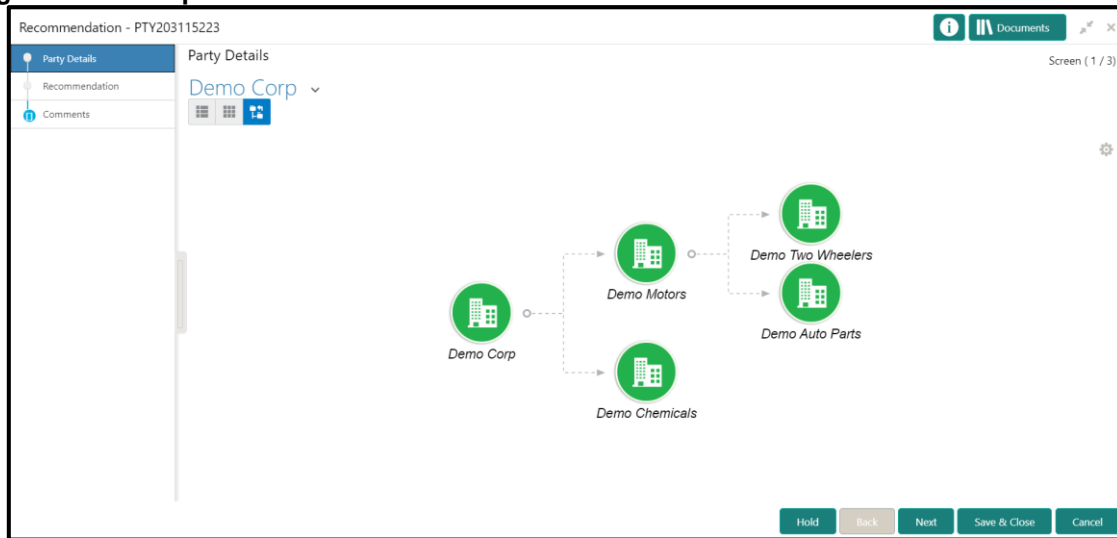 Recommendation - PTY203115223
Documents
Party Details
Recommendation
Comments
Party Details
Screen ( 1 / 3)
Demo Corp
Demo Two Wheelers
Demo Motors
Demo Auto Parts
Demo Corp
Demo Chemicals
Hold
Back
Next
Save & Close
Cancel